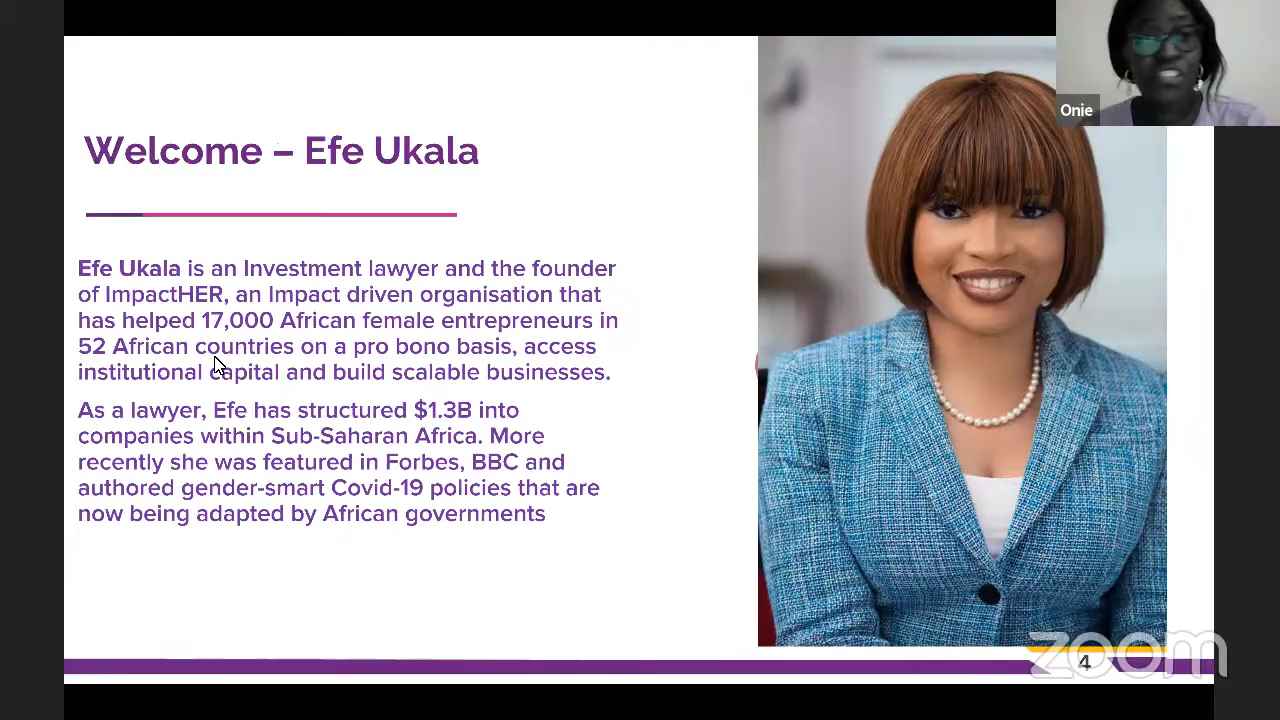 Onie
Welcome – Efe Ukala
Efe Ukala is an Investment lawyer and the founder
of ImpactHER, an Impact driven organisation that
has helped 17,000 African female entrepreneurs in
52 African countries on a pro bono basis, access
institutional capital and build scalable businesses.
As a lawyer, Efe has structured $1.3B into
companies within Sub-Saharan Africa. More
recently she was featured in Forbes, BBC and
authored gender-smart Covid-19 policies that are
now being adapted by African governments
4
zoom